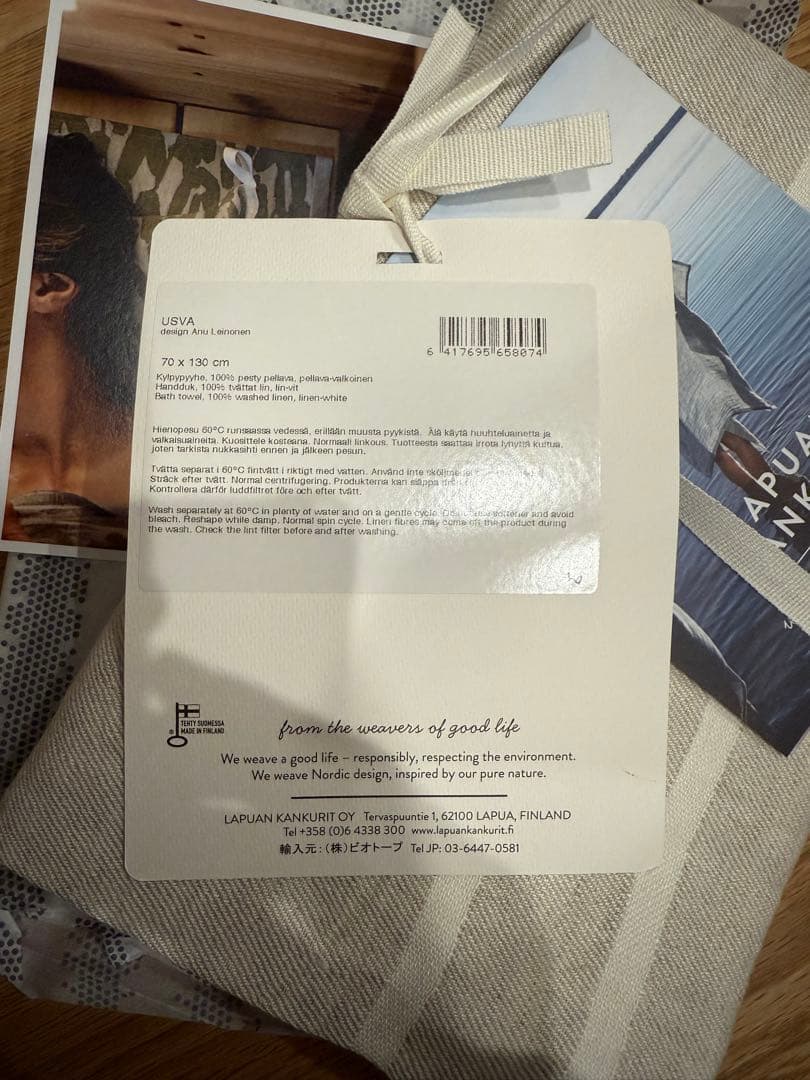 USVA
design Anu Leinonen
6 417695 658074
70 x 130 cm
Kylpypyyhe, 100% pesty pellava, pellava-valkoinen
Handduk, 100% tvättat lin, lin-vit
Bath towel, 100% washed linen, linen-white
Hienopesu 60°C runsaassa vedessä, erillään muusta pyykistä. Älä käytä huuhteluainetta ja
valkaisuaineita. Kuosittele kosteana. Normaali linkous. Tuotteesta saattaa irrota lyhyttä kuitua,
joten tarkista nukkasihti ennen ja jälkeen pesun.
Tvätta separat i 60°C fintvätt i riktigt med vatten. Använd inte
Sträck efter tvätt. Normal centrifugering. Produkterna kan släppa
Kontrollera därför luddfiltret före och efter tvätt.
Wash separately at 60°C in plenty of water and on a gentle cycle. Do not use softener and avoid
bleach. Reshape while damp. Normal spin cycle. Linen fibres may come off the product during
the wash. Check the lint filter before and after washing.
TEHTY SUOMESSA
MADE IN FINLAND
from the weavers of good life
We weave a good life – responsibly, respecting the environment.
We weave Nordic design, inspired by our pure nature.
LAPUAN KANKURIT OY Tervaspuuntie 1, 62100 LAPUA, FINLAND
Tel +358 (0)6 4338 300 www.lapuankankurit.fi
輸入元:(株)ビオトープ Tel JP: 03-6447-0581
APUA
ANK